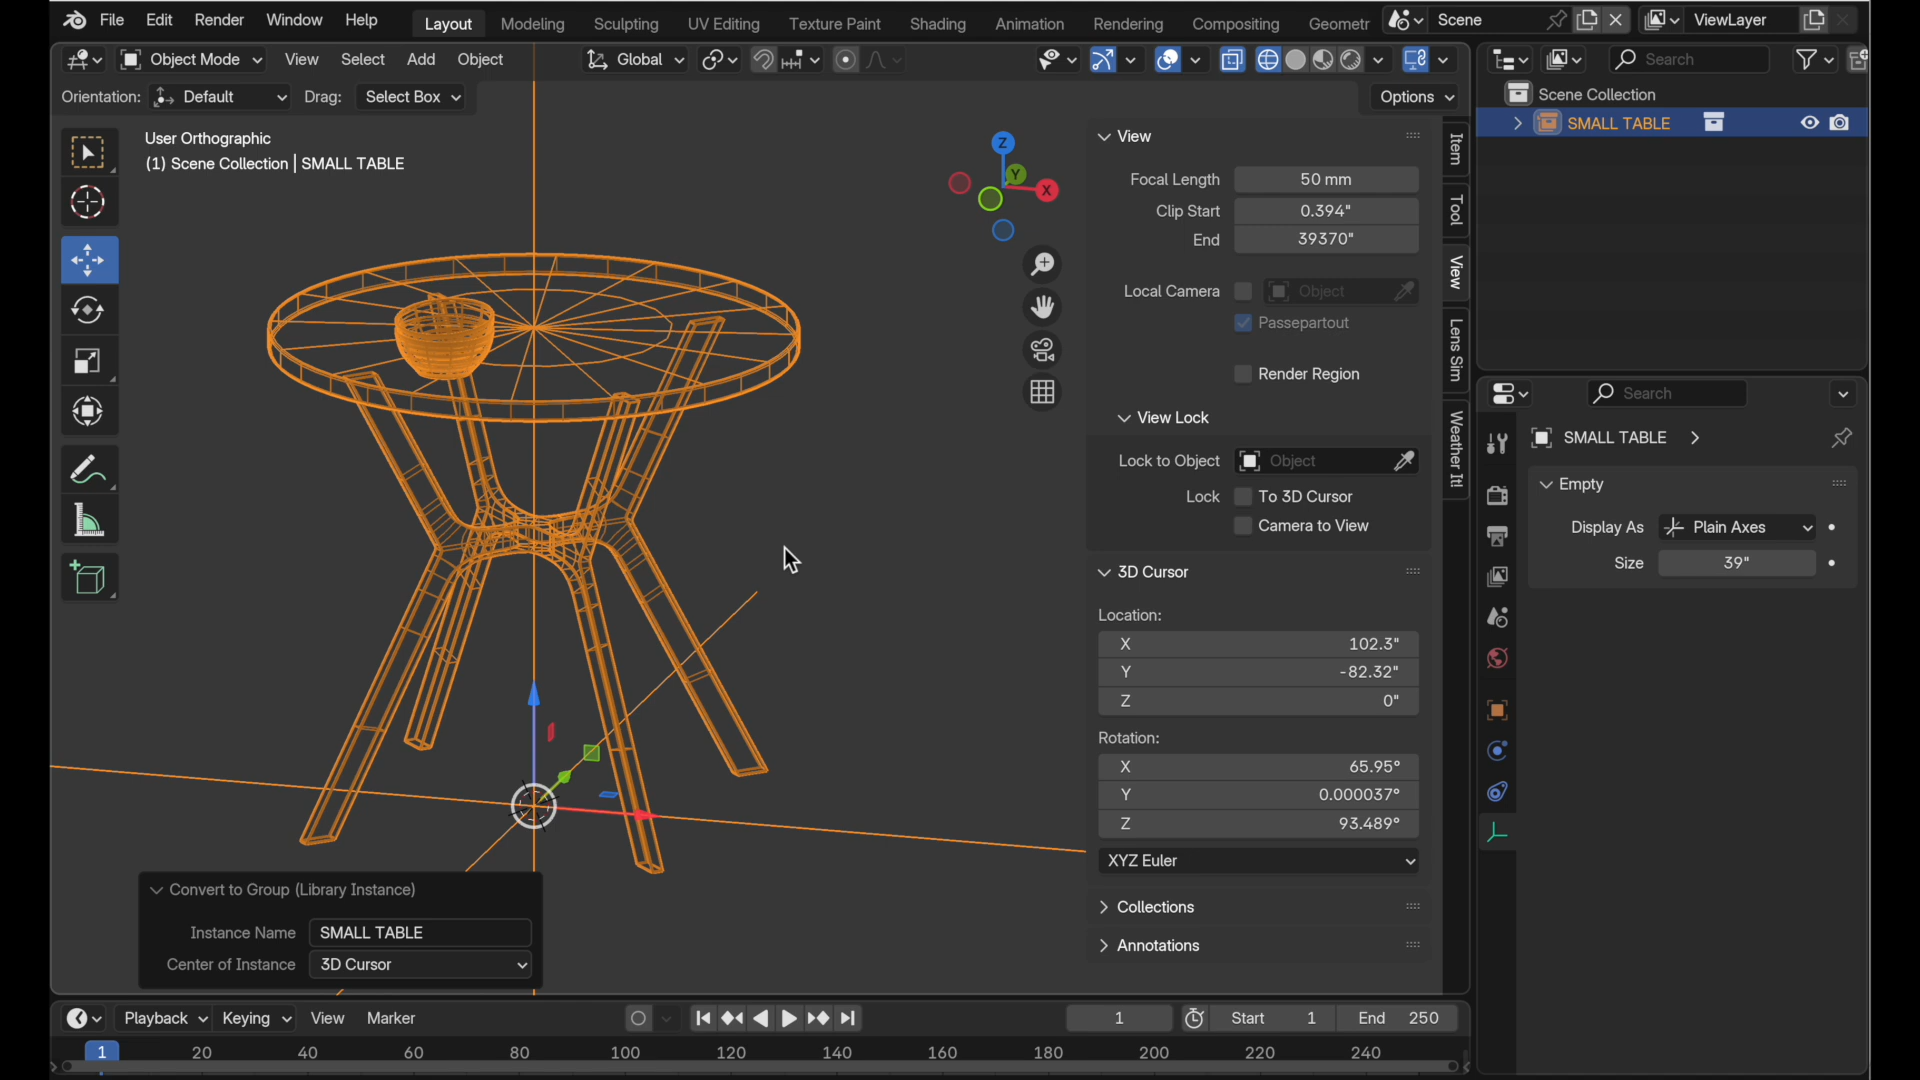 File Edit Render Window Help Layout Modeling Sculpting UV Editing Texture Paint Shading Animation Rendering Compositing Geometr Scene ViewLayer
Object Mode View Select Add Object Global Search
Orientation: Default Drag: Select Box Options
Scene Collection
SMALL TABLE
User Orthographic
(1) Scene Collection | SMALL TABLE
Z
Y
X
View
Focal Length 50 mm
Clip Start 0.394"
End 39370"
Local Camera Object
Passepartout
Render Region
View Lock
Lock to Object Object
Lock To 3D Cursor
Camera to View
3D Cursor
Location:
X 102.3"
Y -82.32"
Z 0"
Rotation:
X 65.95°
Y 0.000037°
Z 93.489°
XYZ Euler
Collections
Annotations
Item
Tool
View
Lens Sim
Weather It!
Search
SMALL TABLE
Empty
Display As Plain Axes
Size 39"
Convert to Group (Library Instance)
Instance Name SMALL TABLE
Center of Instance 3D Cursor
Playback Keying View Marker 1 Start 1 End 250
1 20 40 60 80 100 120 140 160 180 200 220 240